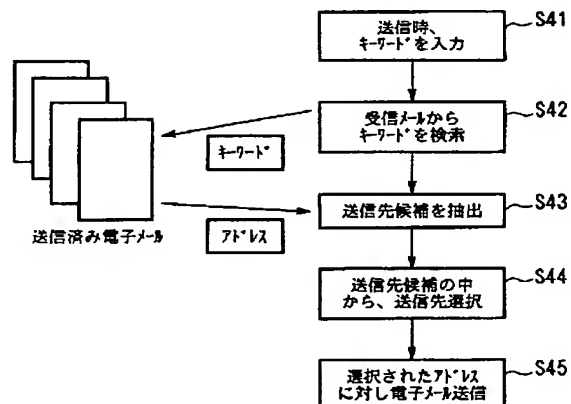 送信時、
ｷｰﾜｰﾄﾞを入力
S41
受信ﾒｰﾙから
ｷｰﾜｰﾄﾞを検索
S42
ｷｰﾜｰﾄﾞ
送信先候補を抽出
S43
ｱﾄﾞﾚｽ
送信済み電子ﾒｰﾙ
送信先候補の中
から、送信先選択
S44
選択されたｱﾄﾞﾚｽ
に対し電子ﾒｰﾙ送信
S45